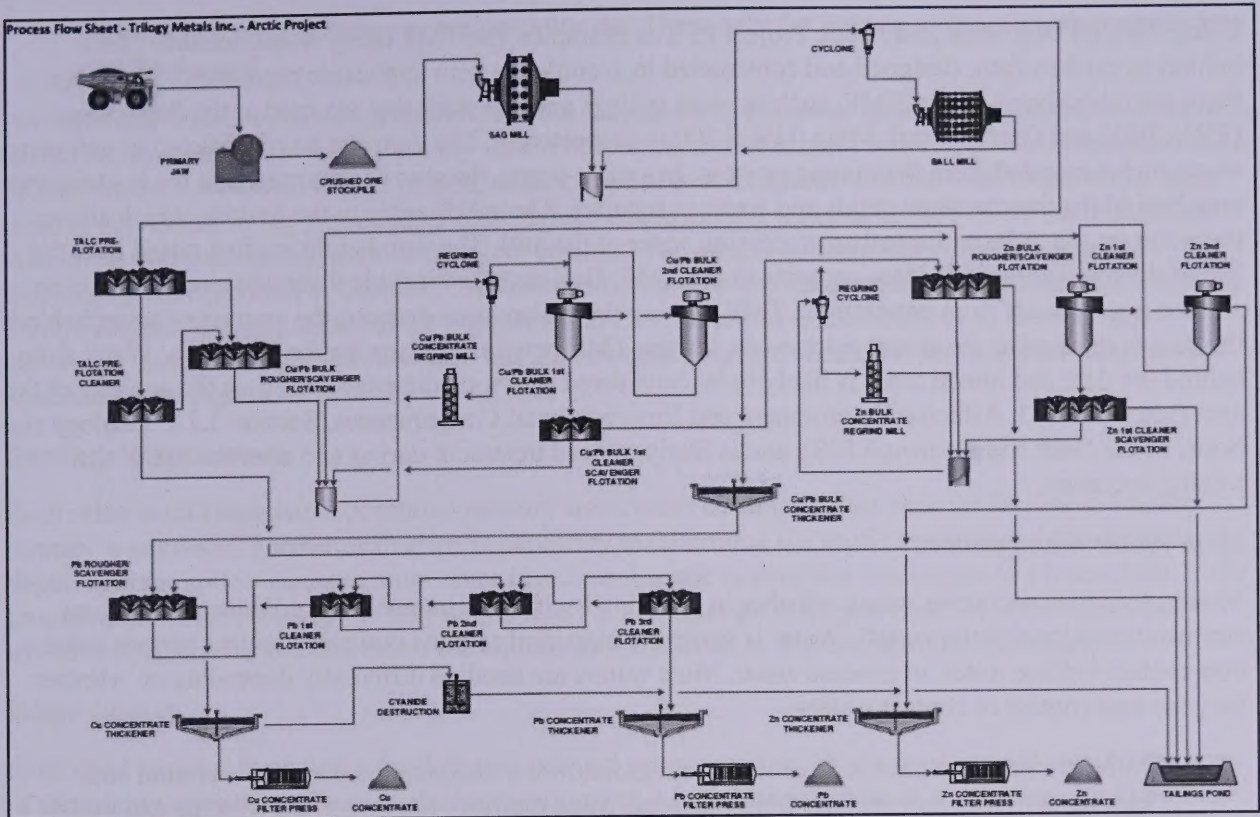 Process Flow Sheet - Trilogy Metals Inc. - Arctic Project
CYCLONE
SAG MILL
BALL MILL
PRIMARY
JAW
CRUSHED ORE
STOCKPILE
TALC PRE-
FLOTATION
REGRIND
CYCLONE
Cu/Pb BULK
2nd CLEANER
FLOTATION
REGRIND
CYCLONE
Zn BULK
ROUGHER/SCAVENGER
FLOTATION
Zn 1st
CLEANER
FLOTATION
Zn 2nd
CLEANER
FLOTATION
TALC PRE-
FLOTATION
CLEANER
Cu/Pb BULK
ROUGHER/SCAVENGER
FLOTATION
Cu/Pb BULK
CONCENTRATE
REGRIND MILL
Cu/Pb BULK 1st
CLEANER
FLOTATION
Zn BULK
CONCENTRATE
REGRIND MILL
Zn 1st CLEANER
SCAVENGER
FLOTATION
Cu/Pb BULK 1st
CLEANER
SCAVENGER
FLOTATION
Cu/Pb BULK
CONCENTRATE
THICKENER
Pb ROUGHER/
SCAVENGER
FLOTATION
Pb 1st
CLEANER
FLOTATION
Pb 2nd
CLEANER
FLOTATION
Pb 3rd
CLEANER
FLOTATION
Cu CONCENTRATE
THICKENER
CYANIDE
DESTRUCTION
Pb CONCENTRATE
THICKENER
Zn CONCENTRATE
THICKENER
Cu CONCENTRATE
FILTER PRESS
Cu
CONCENTRATE
Pb CONCENTRATE
FILTER PRESS
Pb
CONCENTRATE
Zn CONCENTRATE
FILTER PRESS
Zn
CONCENTRATE
TAILINGS POND